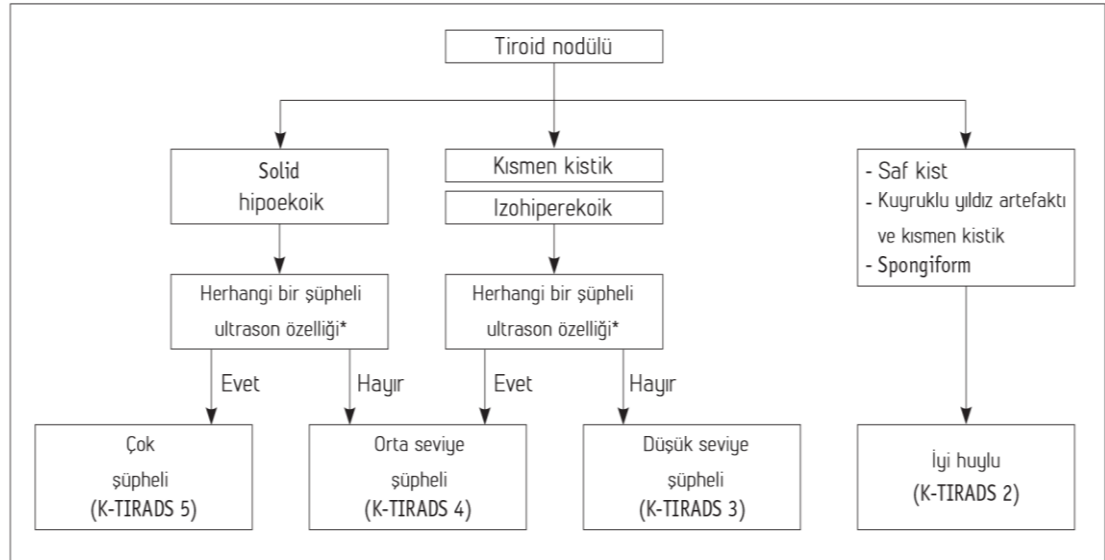 Tiroid nodülü
Solid
hipoekoik
Kısmen kistik
Izohiperekoik
- Saf kist
- Kuyruklu yıldız artefaktı
ve kısmen kistik
- Spongiform
Herhangi bir şüpheli
ultrason özelliği*
Herhangi bir şüpheli
ultrason özelliği*
Evet
Hayır
Evet
Hayır
Çok
şüpheli
(K-TIRADS 5)
Orta seviye
şüpheli
(K-TIRADS 4)
Düşük seviye
şüpheli
(K-TIRADS 3)
İyi huylu
(K-TIRADS 2)